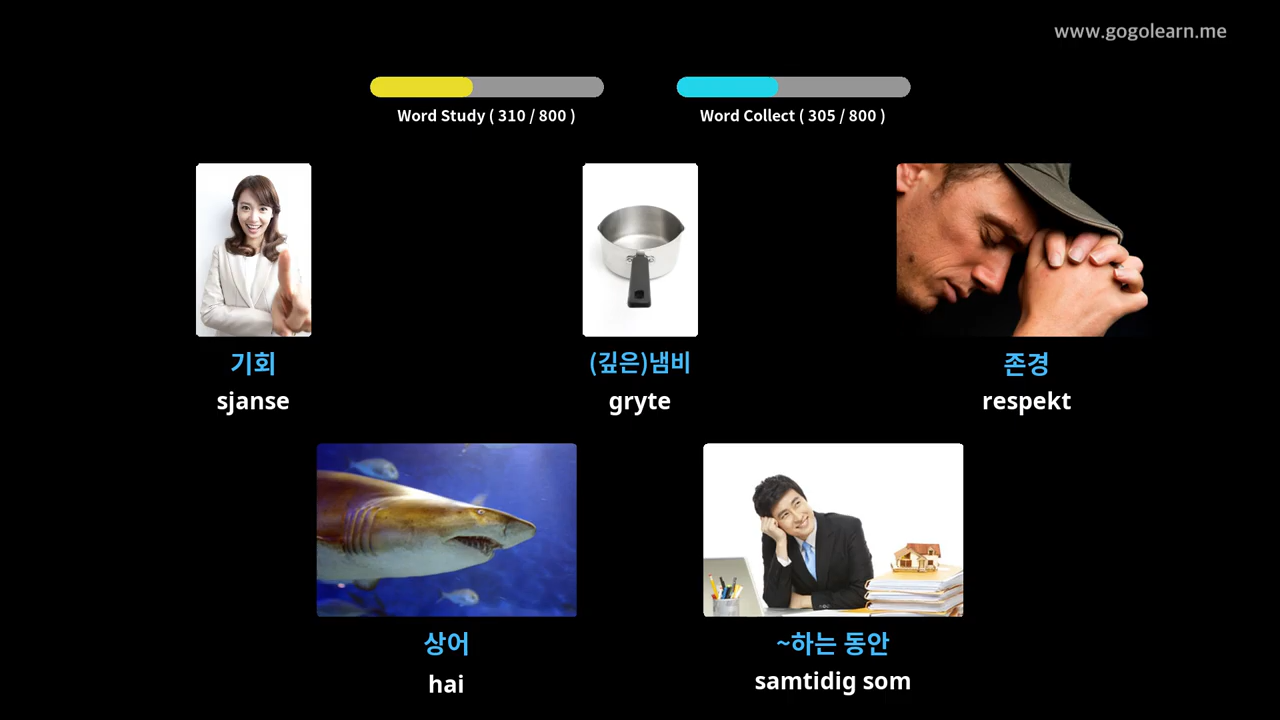 www.gogolearn.me
Word Study ( 310 / 800 )
Word Collect ( 305 / 800 )
기회
sjanse
(깊은)냄비
gryte
존경
respekt
상어
hai
~하는 동안
samtidig som